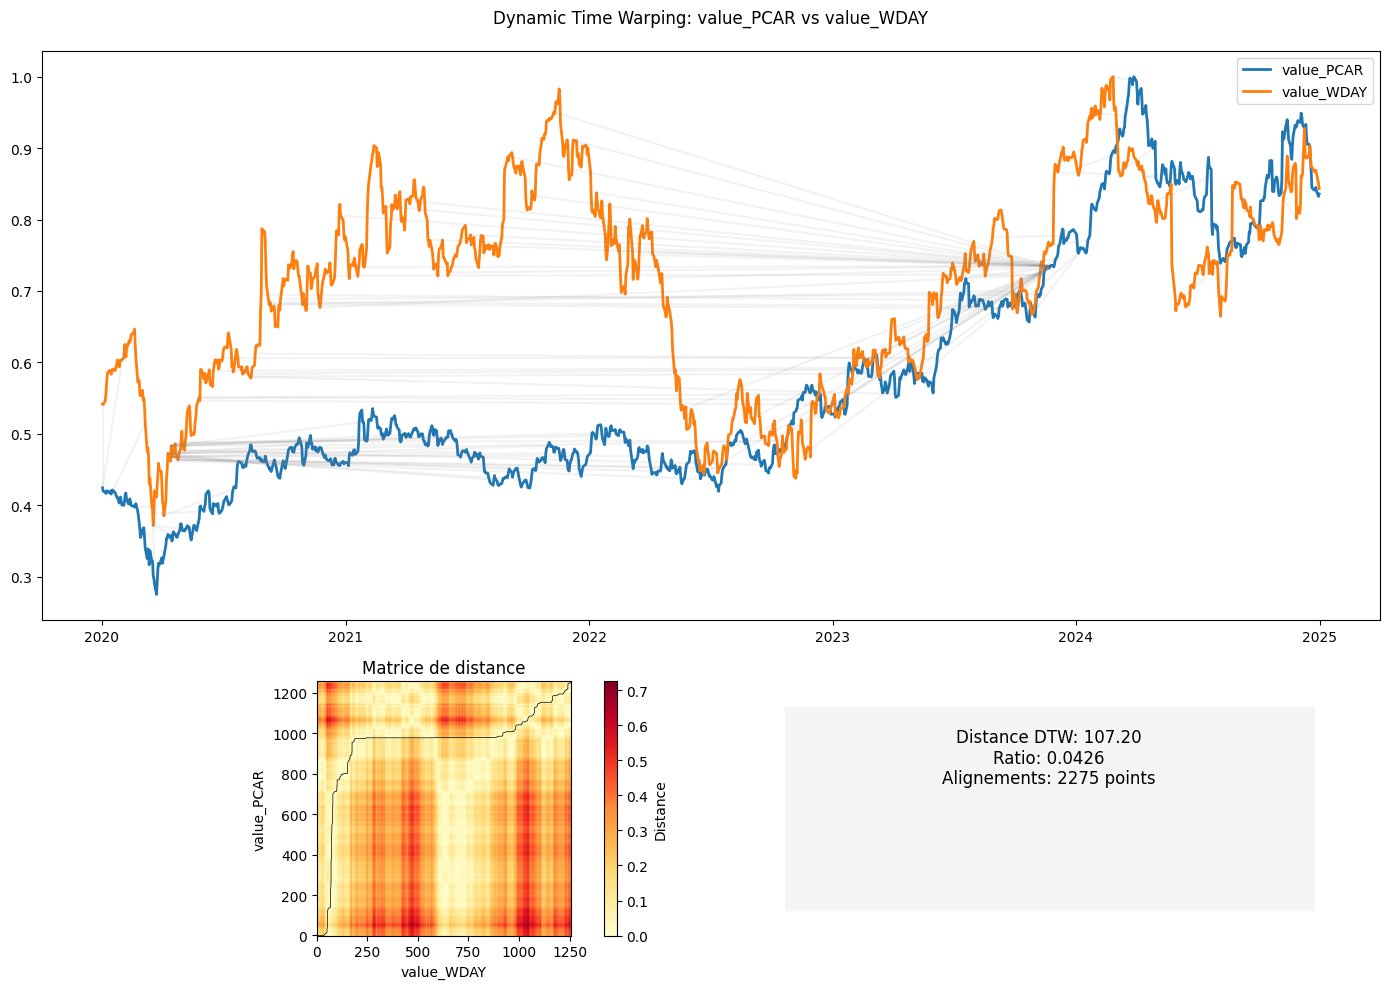 Dynamic Time Warping: value_PCAR vs value_WDAY
value_PCAR
value_WDAY
1.0
0.9
0.8
0.7
0.6
0.5
0.4
0.3
2020 2021 2022 2023 2024 2025
Matrice de distance
value_PCAR
1200
1000
800
600
400
200
0
0 250 500 750 1000 1250
value_WDAY
0.7
0.6
0.5
0.4
0.3
0.2
0.1
0.0
Distance
Distance DTW: 107.20
Ratio: 0.0426
Alignements: 2275 points